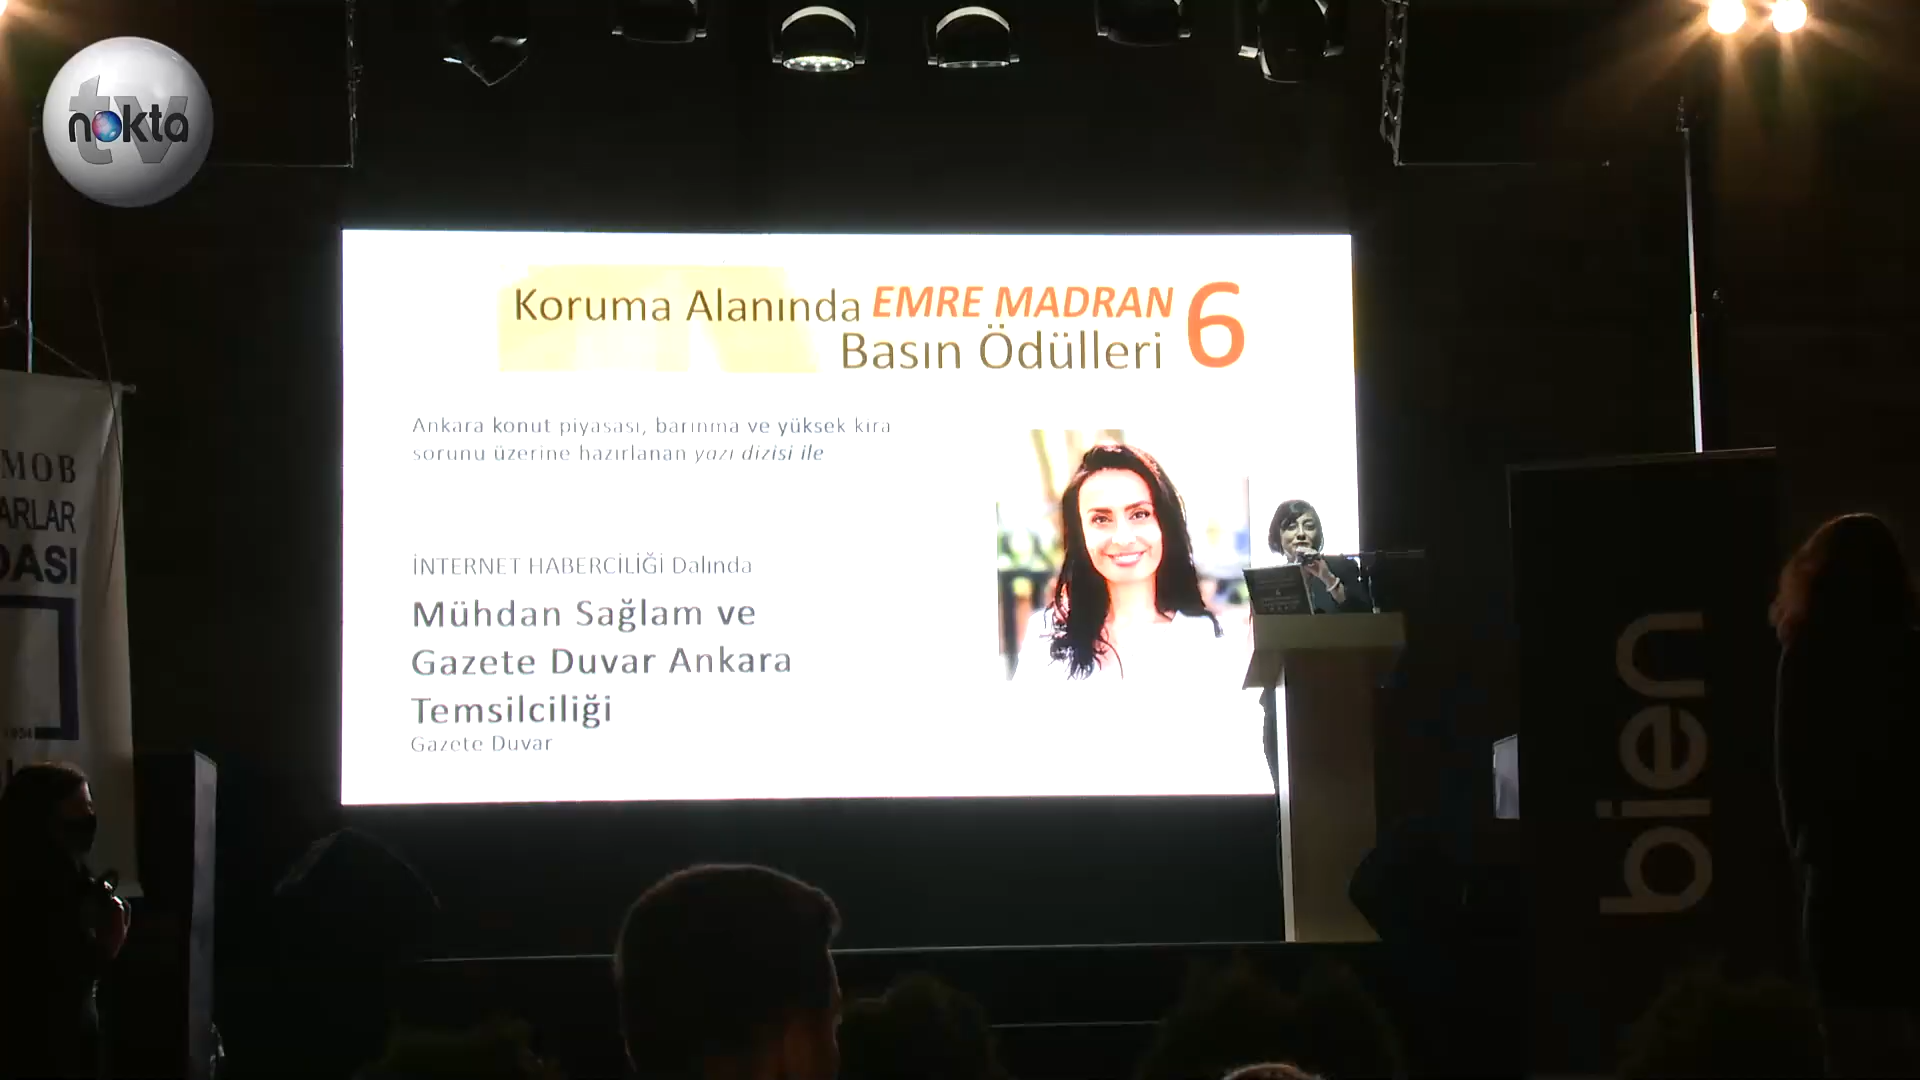 tv
nokta
Koruma Alanında EMRE MADRAN 6
Basın Ödülleri
Ankara konut piyasası, barınma ve yüksek kira
sorunu üzerine hazırlanan yazı dizisi ile
İNTERNET HABERCİLİĞİ Dalında
Mühdan Sağlam ve
Gazete Duvar Ankara
Temsilciliği
Gazete Duvar
MOB
ARLAR
DASI
1954
bien